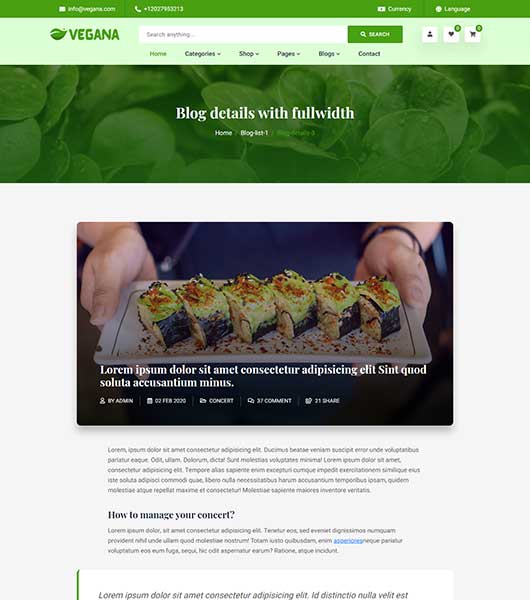 info@vegana.com +12027953213 Currency Language
VEGANA Search anything... SEARCH 0 0
Home Categories Shop Pages Blogs Contact
Blog details with fullwidth
Home / Blog-list-1 / Blog-details-3
Lorem ipsum dolor sit amet consectetur adipisicing elit Sint quod
soluta accusantium minus.
BY ADMIN 02 FEB 2020 CONCERT 37 COMMENT 21 SHARE
Lorem, ipsum dolor sit amet consectetur adipisicing elit. Ducimus beatae veniam suscipit error unde voluptatibus
pariatur eaque. Odit, ullam. Dolorum, dicta! Sunt molestias voluptates minima! Lorem ipsum dolor sit amet,
consectetur adipisicing elit. Tempore alias sapiente enim excepturi cumque impedit exercitationem similique eius
iste soluta adipisci commodi quae, libero nulla necessitatibus harum accusantium temporibus ipsam, quidem
molestiae atque repellat maxime et consectetur! Molestiae sapiente maiores inventore veritatis.
How to manage your concert?
Lorem ipsum dolor sit amet consectetur adipisicing elit. Tenetur eos, sed eveniet dignissimos numquam
provident nihil unde ullam quod molestiae nostrum! Totam iusto quibusdam, enim asperioresneque pariatur
voluptatum eos fuga, sequi, hic odit aspernatur earum? Ratione, atque incidunt.
Lorem ipsum dolor sit amet consectetur adipisicing elit. Id distinctio nulla velit est